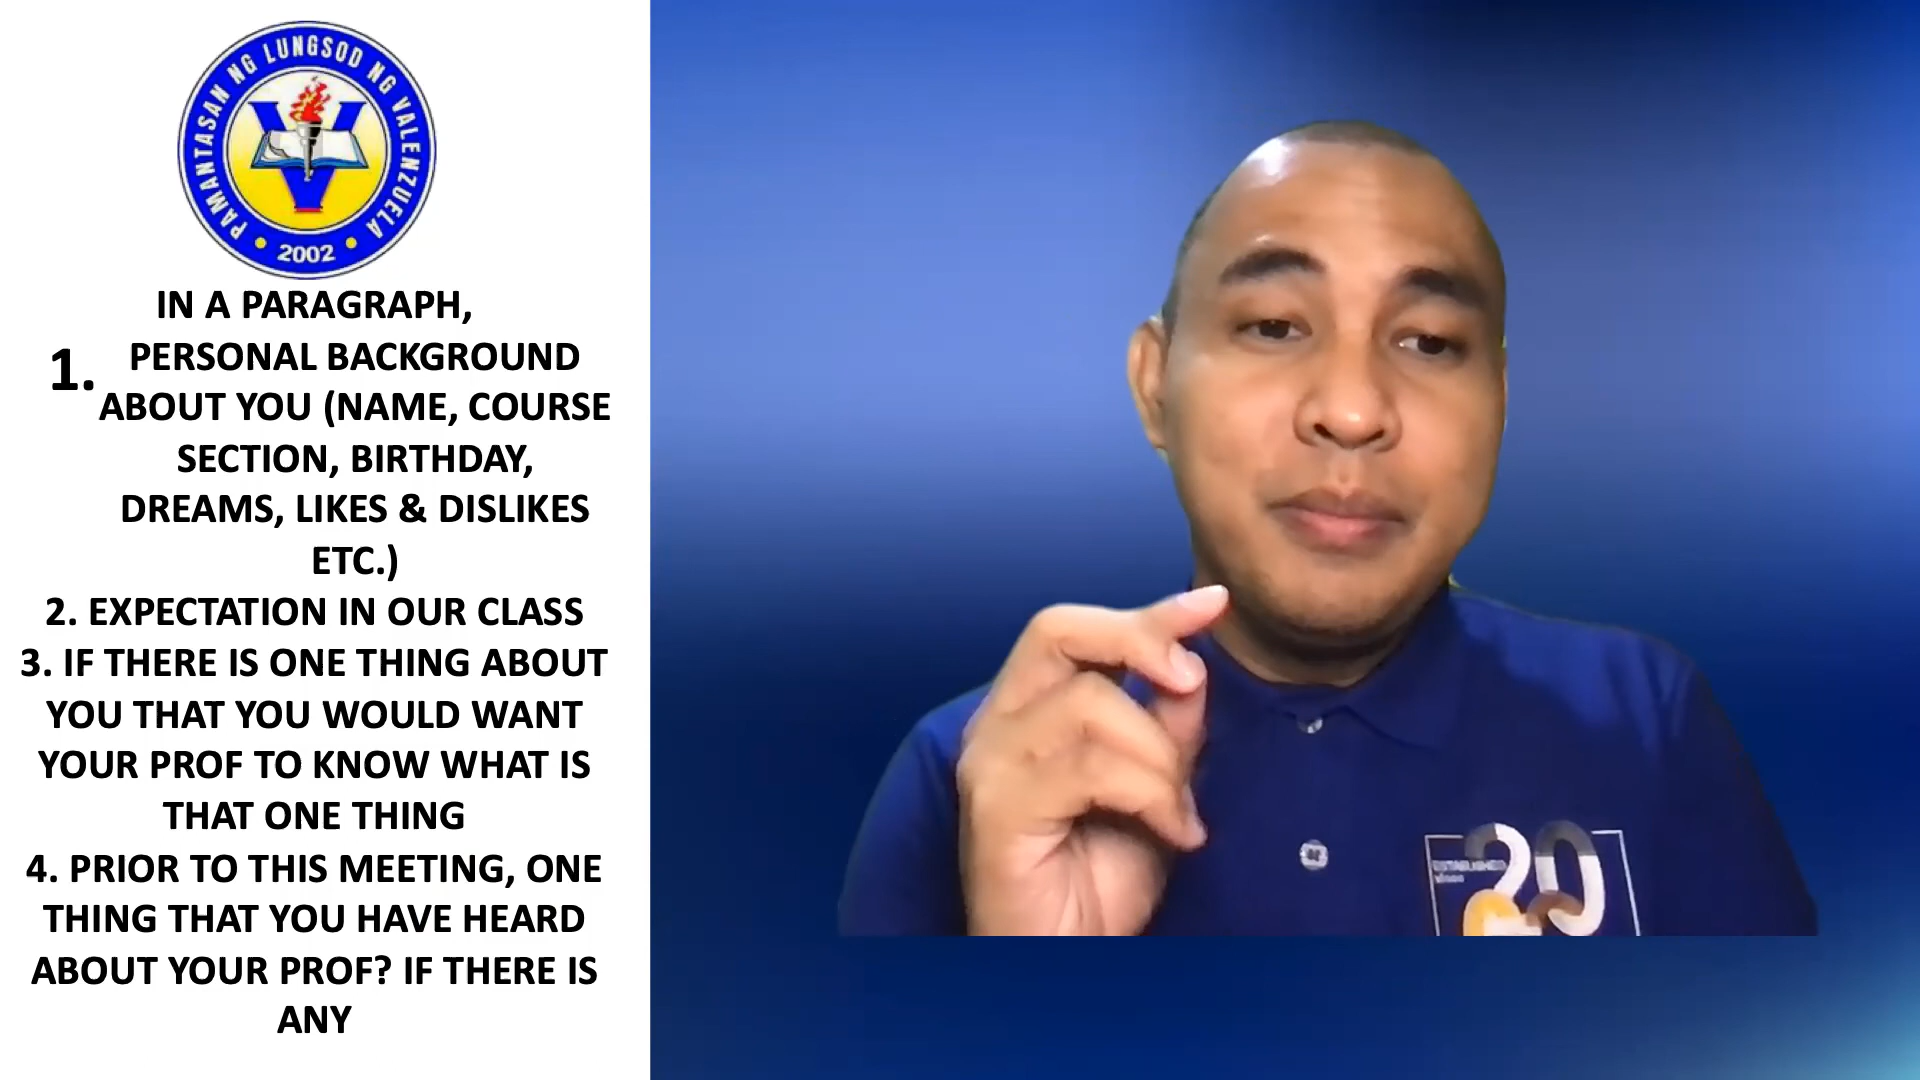 PAMANTASAN NG LUNGSOD NG VALENZUELA
2002
IN A PARAGRAPH,
1. PERSONAL BACKGROUND
ABOUT YOU (NAME, COURSE
SECTION, BIRTHDAY,
DREAMS, LIKES & DISLIKES
ETC.)
2. EXPECTATION IN OUR CLASS
3. IF THERE IS ONE THING ABOUT
YOU THAT YOU WOULD WANT
YOUR PROF TO KNOW WHAT IS
THAT ONE THING
4. PRIOR TO THIS MEETING, ONE
THING THAT YOU HAVE HEARD
ABOUT YOUR PROF? IF THERE IS
ANY
ESTABLISHED
20